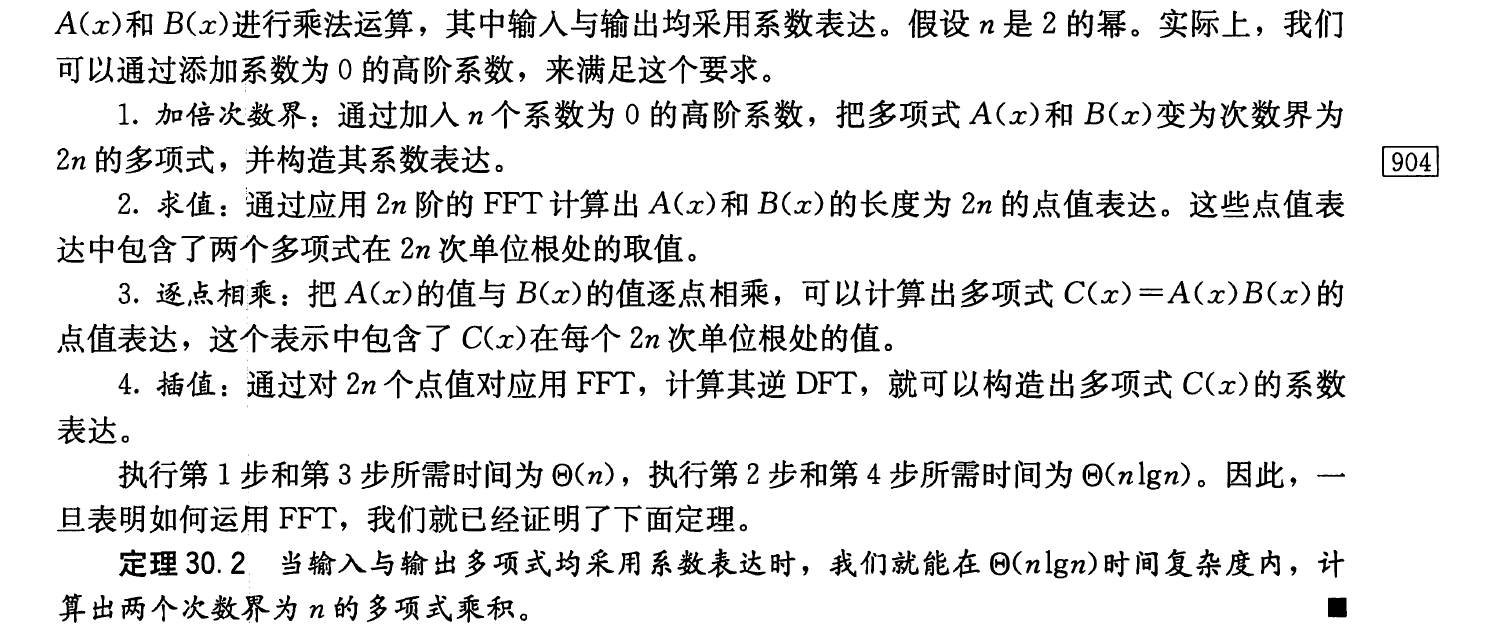 A(x)和 B(x)进行乘法运算，其中输入与输出均采用系数表达。假设 n 是 2 的幂。实际上，我们
可以通过添加系数为 0 的高阶系数，来满足这个要求。
1. 加倍次数界：通过加入 n 个系数为 0 的高阶系数，把多项式 A(x)和 B(x)变为次数界为
2n 的多项式，并构造其系数表达。
904
2. 求值：通过应用 2n 阶的 FFT 计算出 A(x)和 B(x)的长度为 2n 的点值表达。这些点值表
达中包含了两个多项式在 2n 次单位根处的取值。
3. 逐点相乘：把 A(x)的值与 B(x)的值逐点相乘，可以计算出多项式 C(x)=A(x)B(x)的
点值表达，这个表示中包含了 C(x)在每个 2n 次单位根处的值。
4. 插值：通过对 2n 个点值对应用 FFT，计算其逆 DFT，就可以构造出多项式 C(x)的系数
表达。
执行第 1 步和第 3 步所需时间为 Θ(n)，执行第 2 步和第 4 步所需时间为 Θ(nlgn)。因此，一
旦表明如何运用 FFT，我们就已经证明了下面定理。
定理 30.2 当输入与输出多项式均采用系数表达时，我们就能在 Θ(nlgn)时间复杂度内，计
算出两个次数界为 n 的多项式乘积。 ■